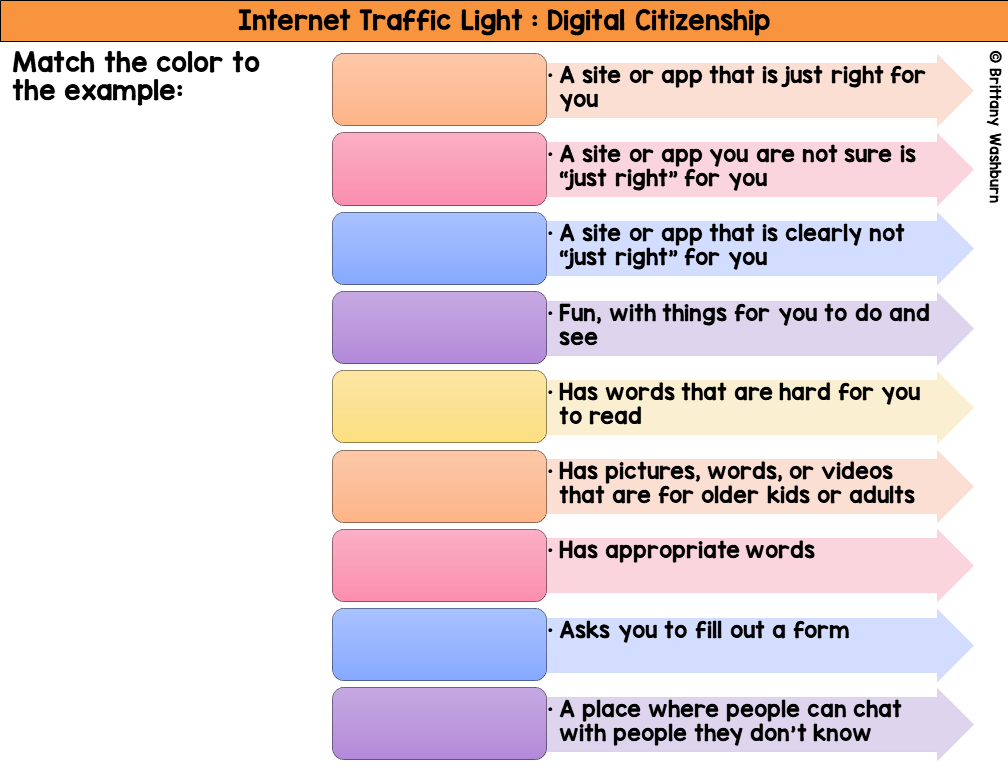 Internet Traffic Light : Digital Citizenship
Match the color to
the example:
© Brittany Washburn
· A site or app that is just right for
you
· A site or app you are not sure is
“just right” for you
· A site or app that is clearly not
“just right” for you
· Fun, with things for you to do and
see
· Has words that are hard for you
to read
· Has pictures, words, or videos
that are for older kids or adults
· Has appropriate words
· Asks you to fill out a form
· A place where people can chat
with people they don’t know